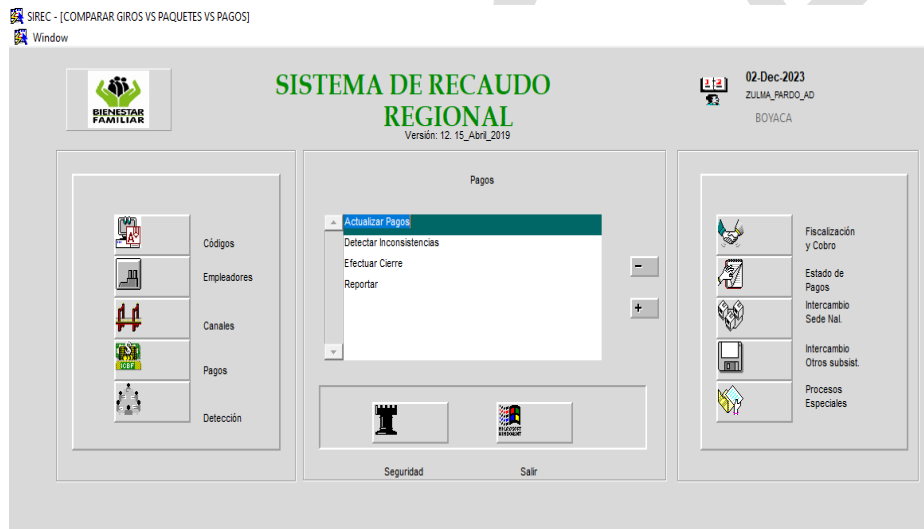 SIREC - [COMPARAR GIROS VS PAQUETES VS PAGOS]
Window
BIENESTAR
FAMILIAR
SISTEMA DE RECAUDO
REGIONAL
Versión: 12. 15_Abril_2019
02-Dec-2023
ZULMA_PARDO_AD
BOYACA
Códigos
Empleadores
Canales
ICBF
Pagos
Detección
Pagos
Actualizar Pagos
Detectar Inconsistencias
Efectuar Cierre
Reportar
-
+
Seguridad
Salir
Fiscalización
y Cobro
Estado de
Pagos
Intercambio
Sede Nal.
Intercambio
Otros subsist.
Procesos
Especiales